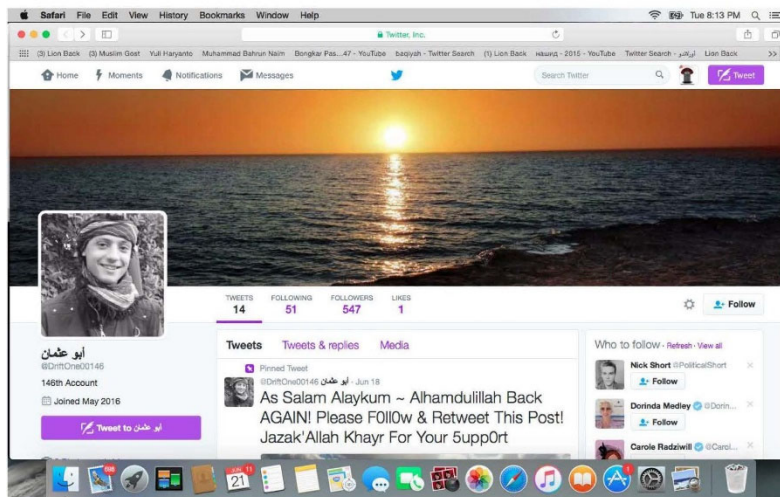 Safari File Edit View History Bookmarks Window Help Tue 8:13 PM
Twitter, Inc.
(3) Lion Back (3) Muslim Gost Yuli Haryanto Muhammad Bahrun Naim Bongkar Pas...47 - YouTube baqiyah - Twitter Search (1) Lion Back нашид - 2015 - YouTube Twitter Search - Lion Back >>
Home Moments Notifications Messages Search Twitter Tweet
TWEETS FOLLOWING FOLLOWERS LIKES
14 51 547 1
Follow
أبو عثمان
@DriftOne00146
146th Account
Joined May 2016
Tweet to أبو عثمان
Tweets Tweets & replies Media
Pinned Tweet
@DriftOne00146 أبو عثمان · Jun 18
As Salam Alaykum ~ Alhamdulillah Back
AGAIN! Please F0ll0w & Retweet This Post!
Jazak'Allah Khayr For Your 5upp0rt
Who to follow · Refresh · View all
Nick Short @PoliticalShort
Follow
Dorinda Medley @Dorin...
Follow
Carole Radziwill @Carol...
Follow